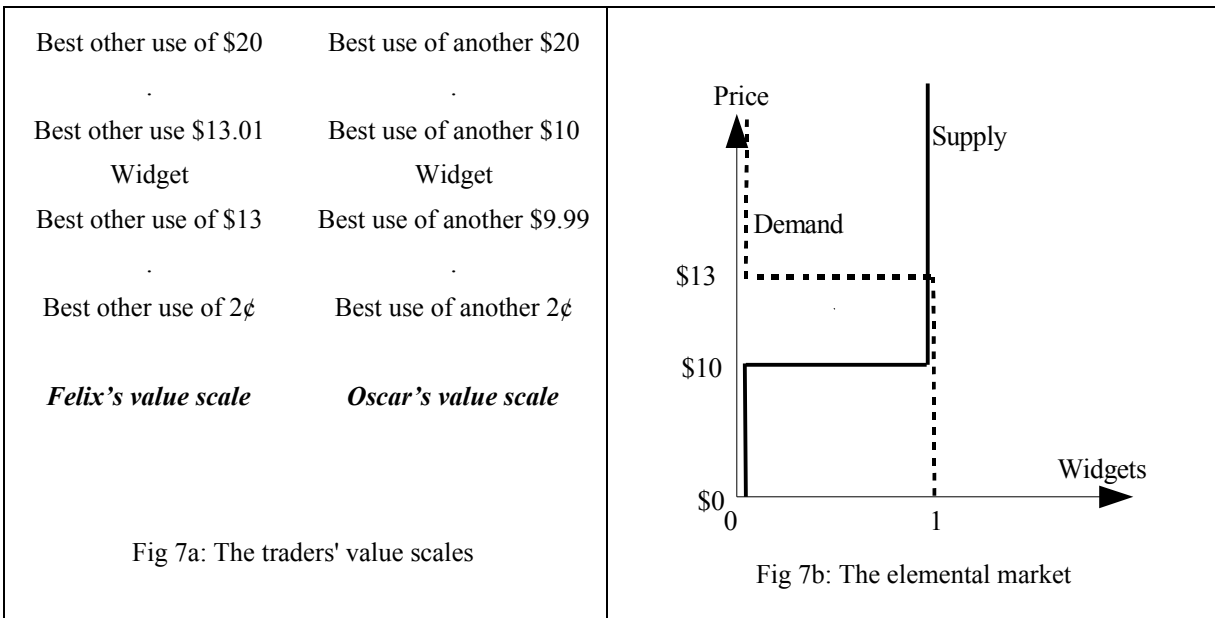 Best other use of $20
.
Best other use $13.01
Widget
Best other use of $13
.
Best other use of 2¢
Felix's value scale
Best use of another $20
.
Best use of another $10
Widget
Best use of another $9.99
.
Best use of another 2¢
Oscar's value scale
Fig 7a: The traders' value scales
Price
Supply
Demand
$13
$10
Widgets
$0
0
1
Fig 7b: The elemental market